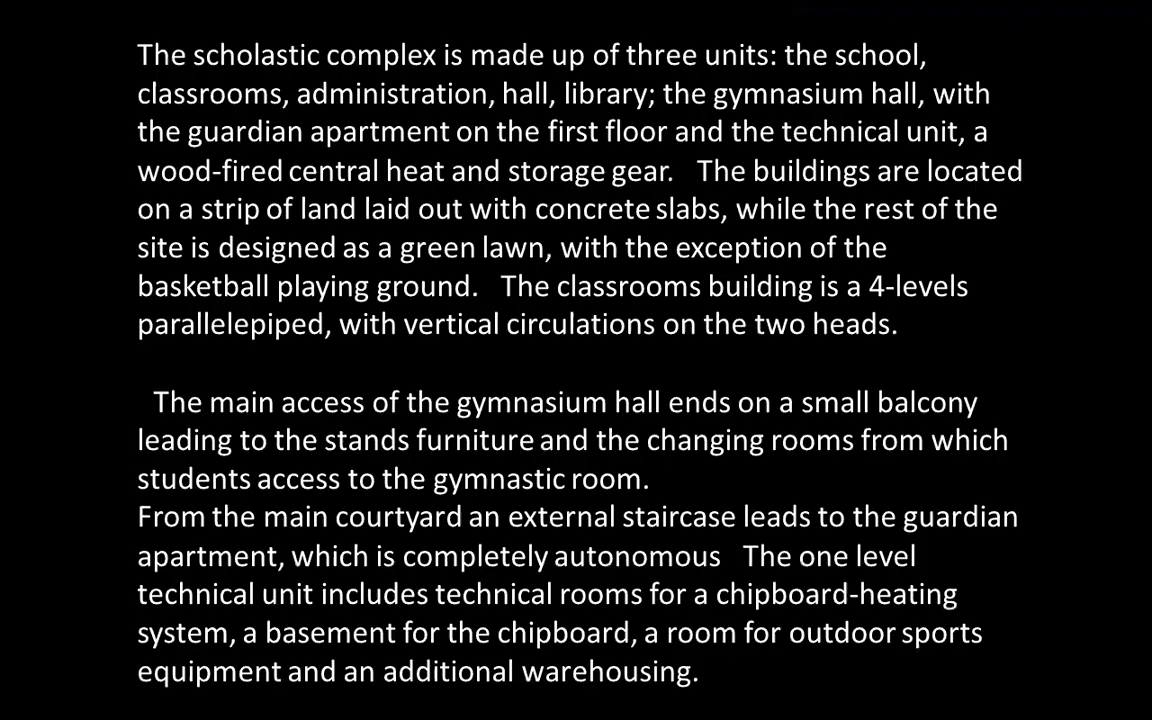 The scholastic complex is made up of three units: the school,
classrooms, administration, hall, library; the gymnasium hall, with
the guardian apartment on the first floor and the technical unit, a
wood-fired central heat and storage gear.   The buildings are located
on a strip of land laid out with concrete slabs, while the rest of the
site is designed as a green lawn, with the exception of the
basketball playing ground.   The classrooms building is a 4-levels
parallelepiped, with vertical circulations on the two heads.
The main access of the gymnasium hall ends on a small balcony
leading to the stands furniture and the changing rooms from which
students access to the gymnastic room.
From the main courtyard an external staircase leads to the guardian
apartment, which is completely autonomous   The one level
technical unit includes technical rooms for a chipboard-heating
system, a basement for the chipboard, a room for outdoor sports
equipment and an additional warehousing.